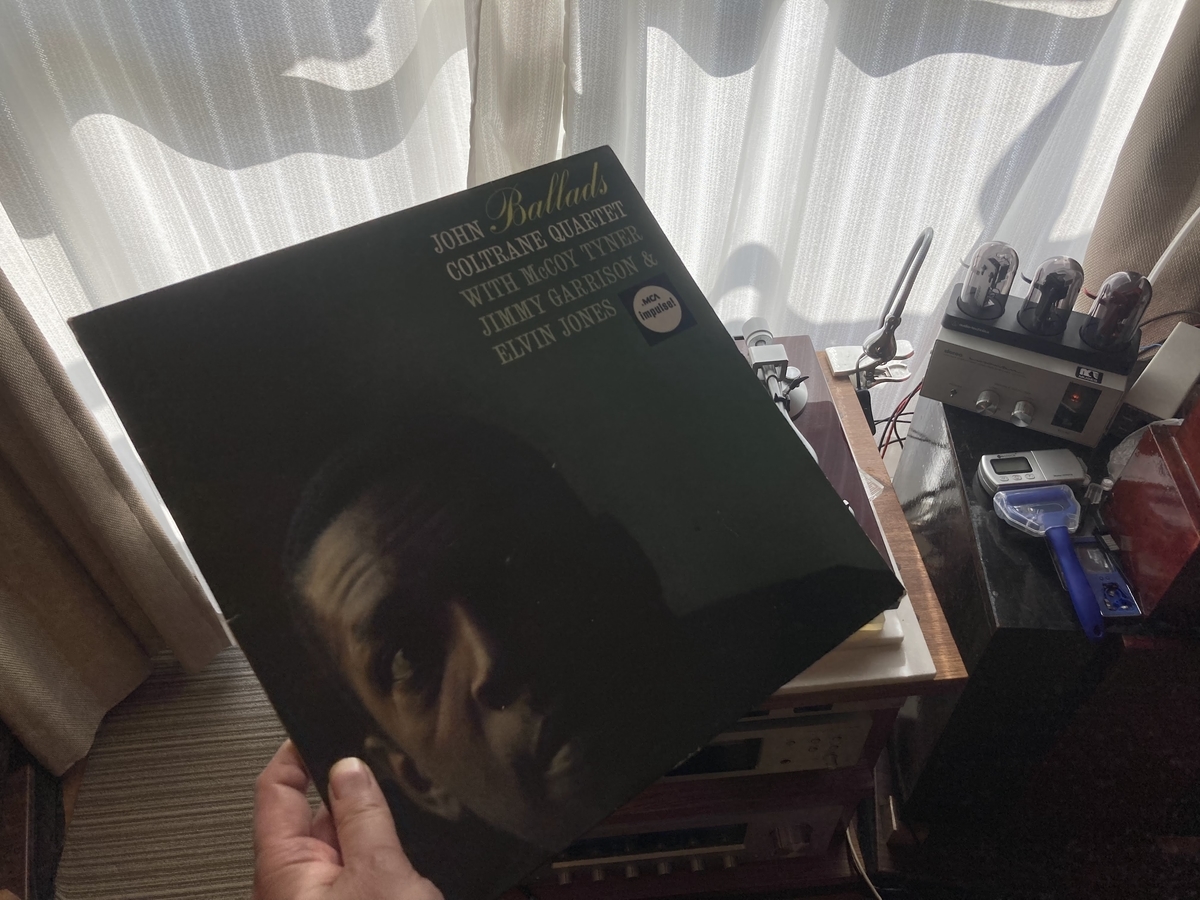 Ballads
JOHN
COLTRANE QUARTET
WITH McCOY TYNER
JIMMY GARRISON &
ELVIN JONES
MCA
impulse!